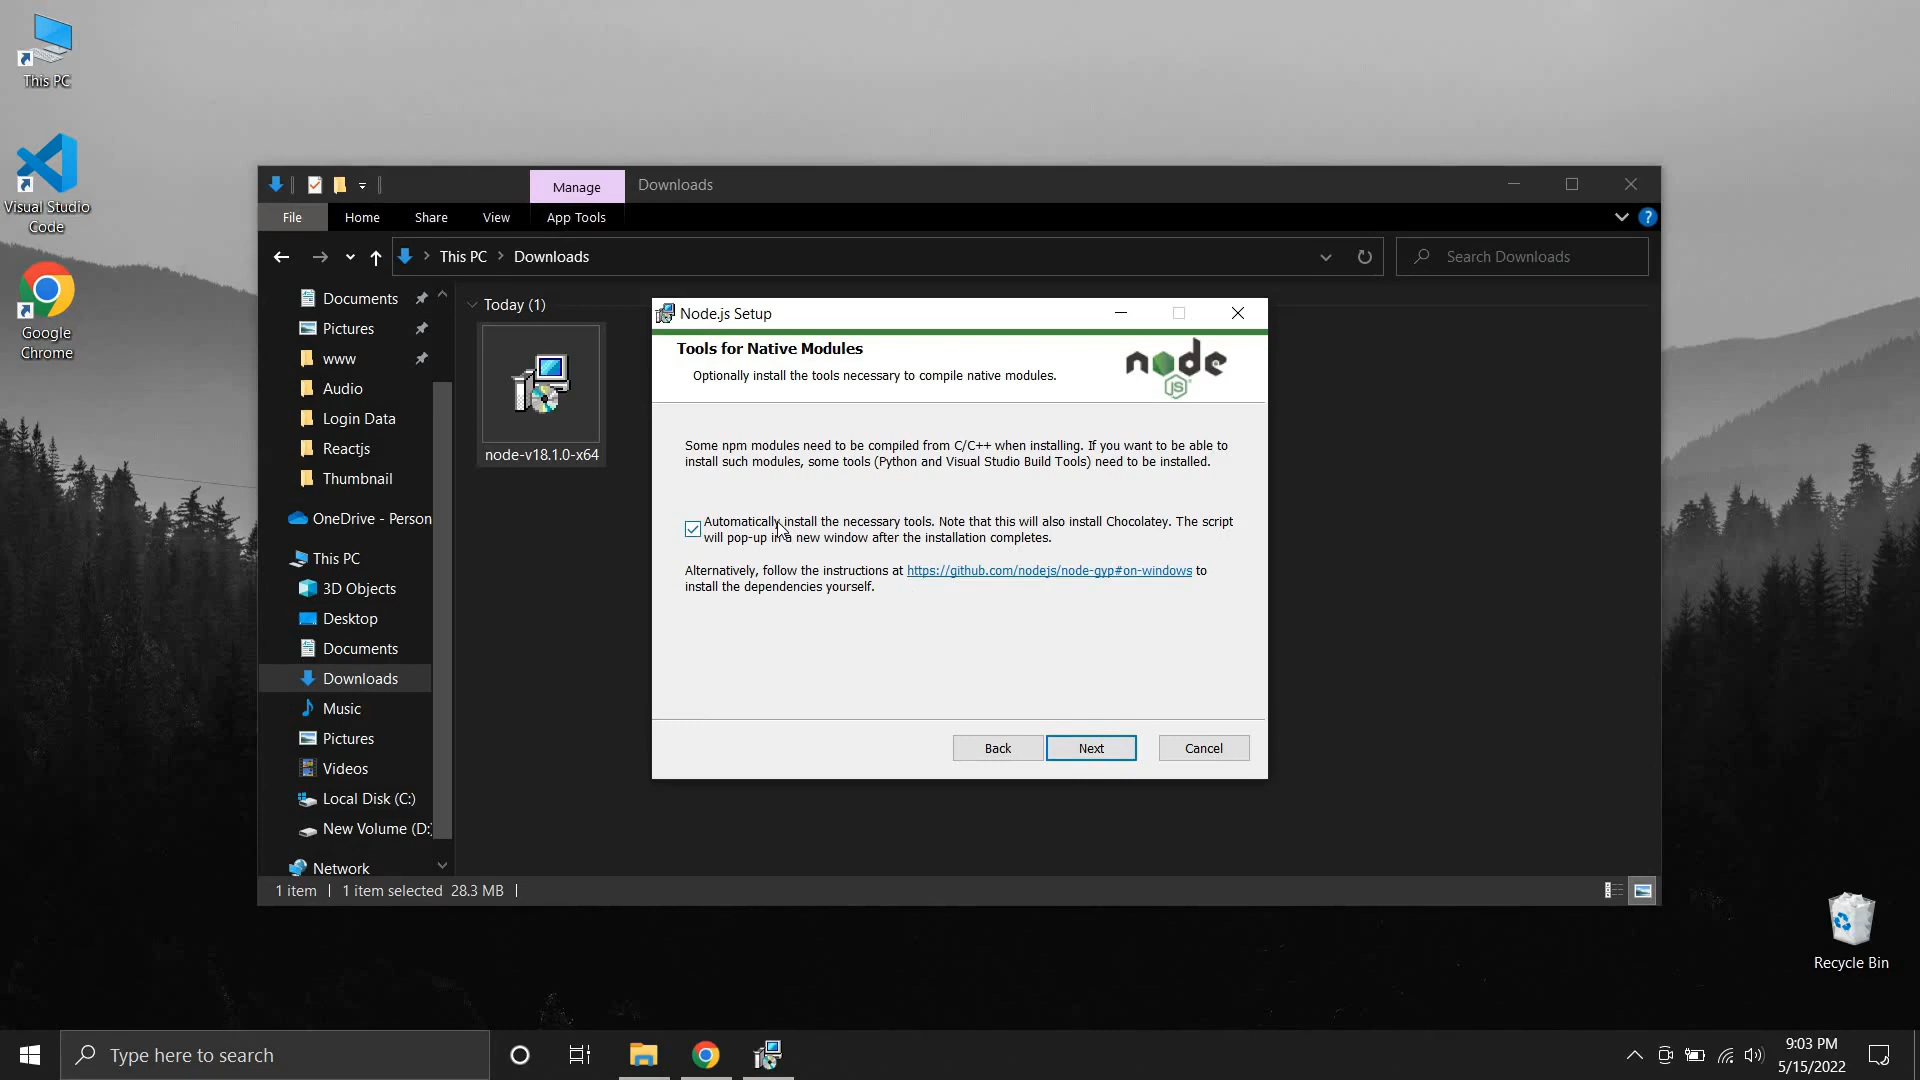 This PC
Visual Studio
Code
Google
Chrome
Manage
Downloads
File
Home
Share
View
App Tools
This PC
Downloads
Search Downloads
Documents
Pictures
www
Audio
Login Data
Reactjs
Thumbnail
OneDrive - Person
This PC
3D Objects
Desktop
Documents
Downloads
Music
Pictures
Videos
Local Disk (C:)
New Volume (D:
Network
Today (1)
node-v18.1.0-x64
Node.js Setup
Tools for Native Modules
Optionally install the tools necessary to compile native modules.
node
JS
Some npm modules need to be compiled from C/C++ when installing. If you want to be able to
install such modules, some tools (Python and Visual Studio Build Tools) need to be installed.
Automatically install the necessary tools. Note that this will also install Chocolatey. The script
will pop-up in a new window after the installation completes.
Alternatively, follow the instructions at https://github.com/nodejs/node-gyp#on-windows to
install the dependencies yourself.
Back
Next
Cancel
1 item
1 item selected 28.3 MB
Recycle Bin
Type here to search
9:03 PM
5/15/2022